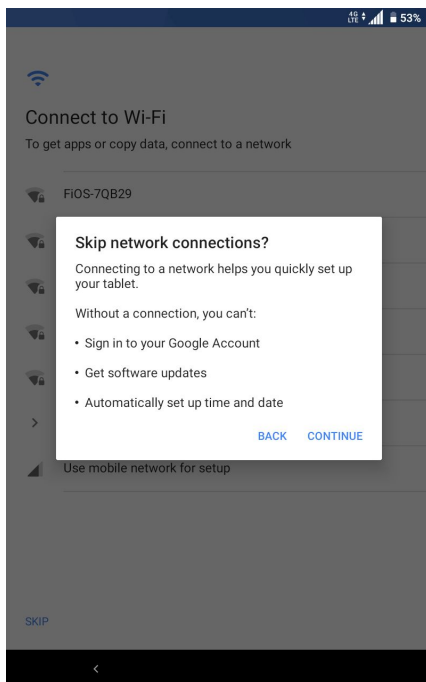 4G
LTE
53%
Connect to Wi-Fi
To get apps or copy data, connect to a network
FiOS-7QB29
Skip network connections?
Connecting to a network helps you quickly set up
your tablet.
Without a connection, you can't:
• Sign in to your Google Account
• Get software updates
• Automatically set up time and date
BACK CONTINUE
Use mobile network for setup
SKIP